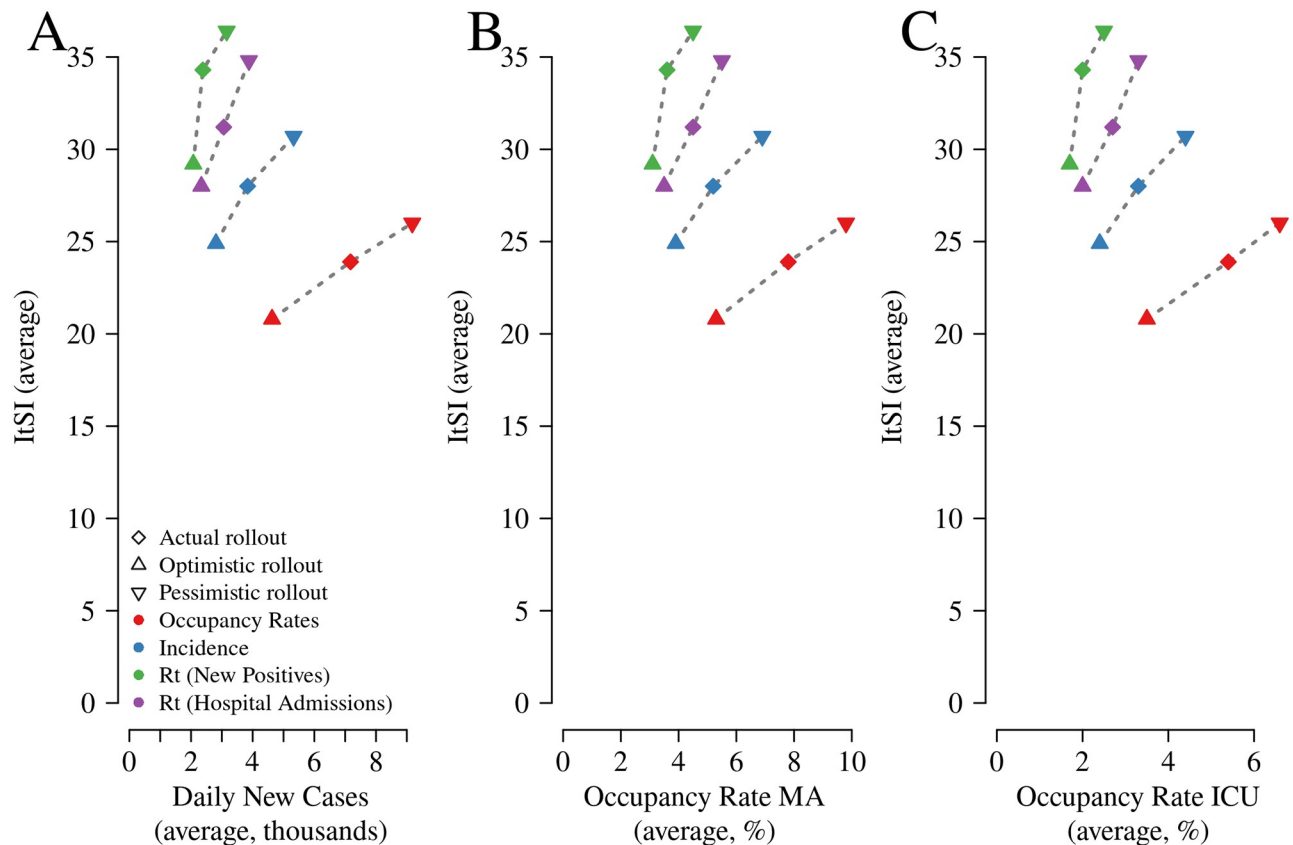 A
35
30
25
20
15
10
5
0
ItSI (average)
Actual rollout
Optimistic rollout
Pessimistic rollout
Occupancy Rates
Incidence
Rt (New Positives)
Rt (Hospital Admissions)
0 2 4 6 8
Daily New Cases
(average, thousands)
B
35
30
25
20
15
10
5
0
ItSI (average)
0 2 4 6 8 10
Occupancy Rate MA
(average, %)
C
35
30
25
20
15
10
5
0
ItSI (average)
0 2 4 6
Occupancy Rate ICU
(average, %)